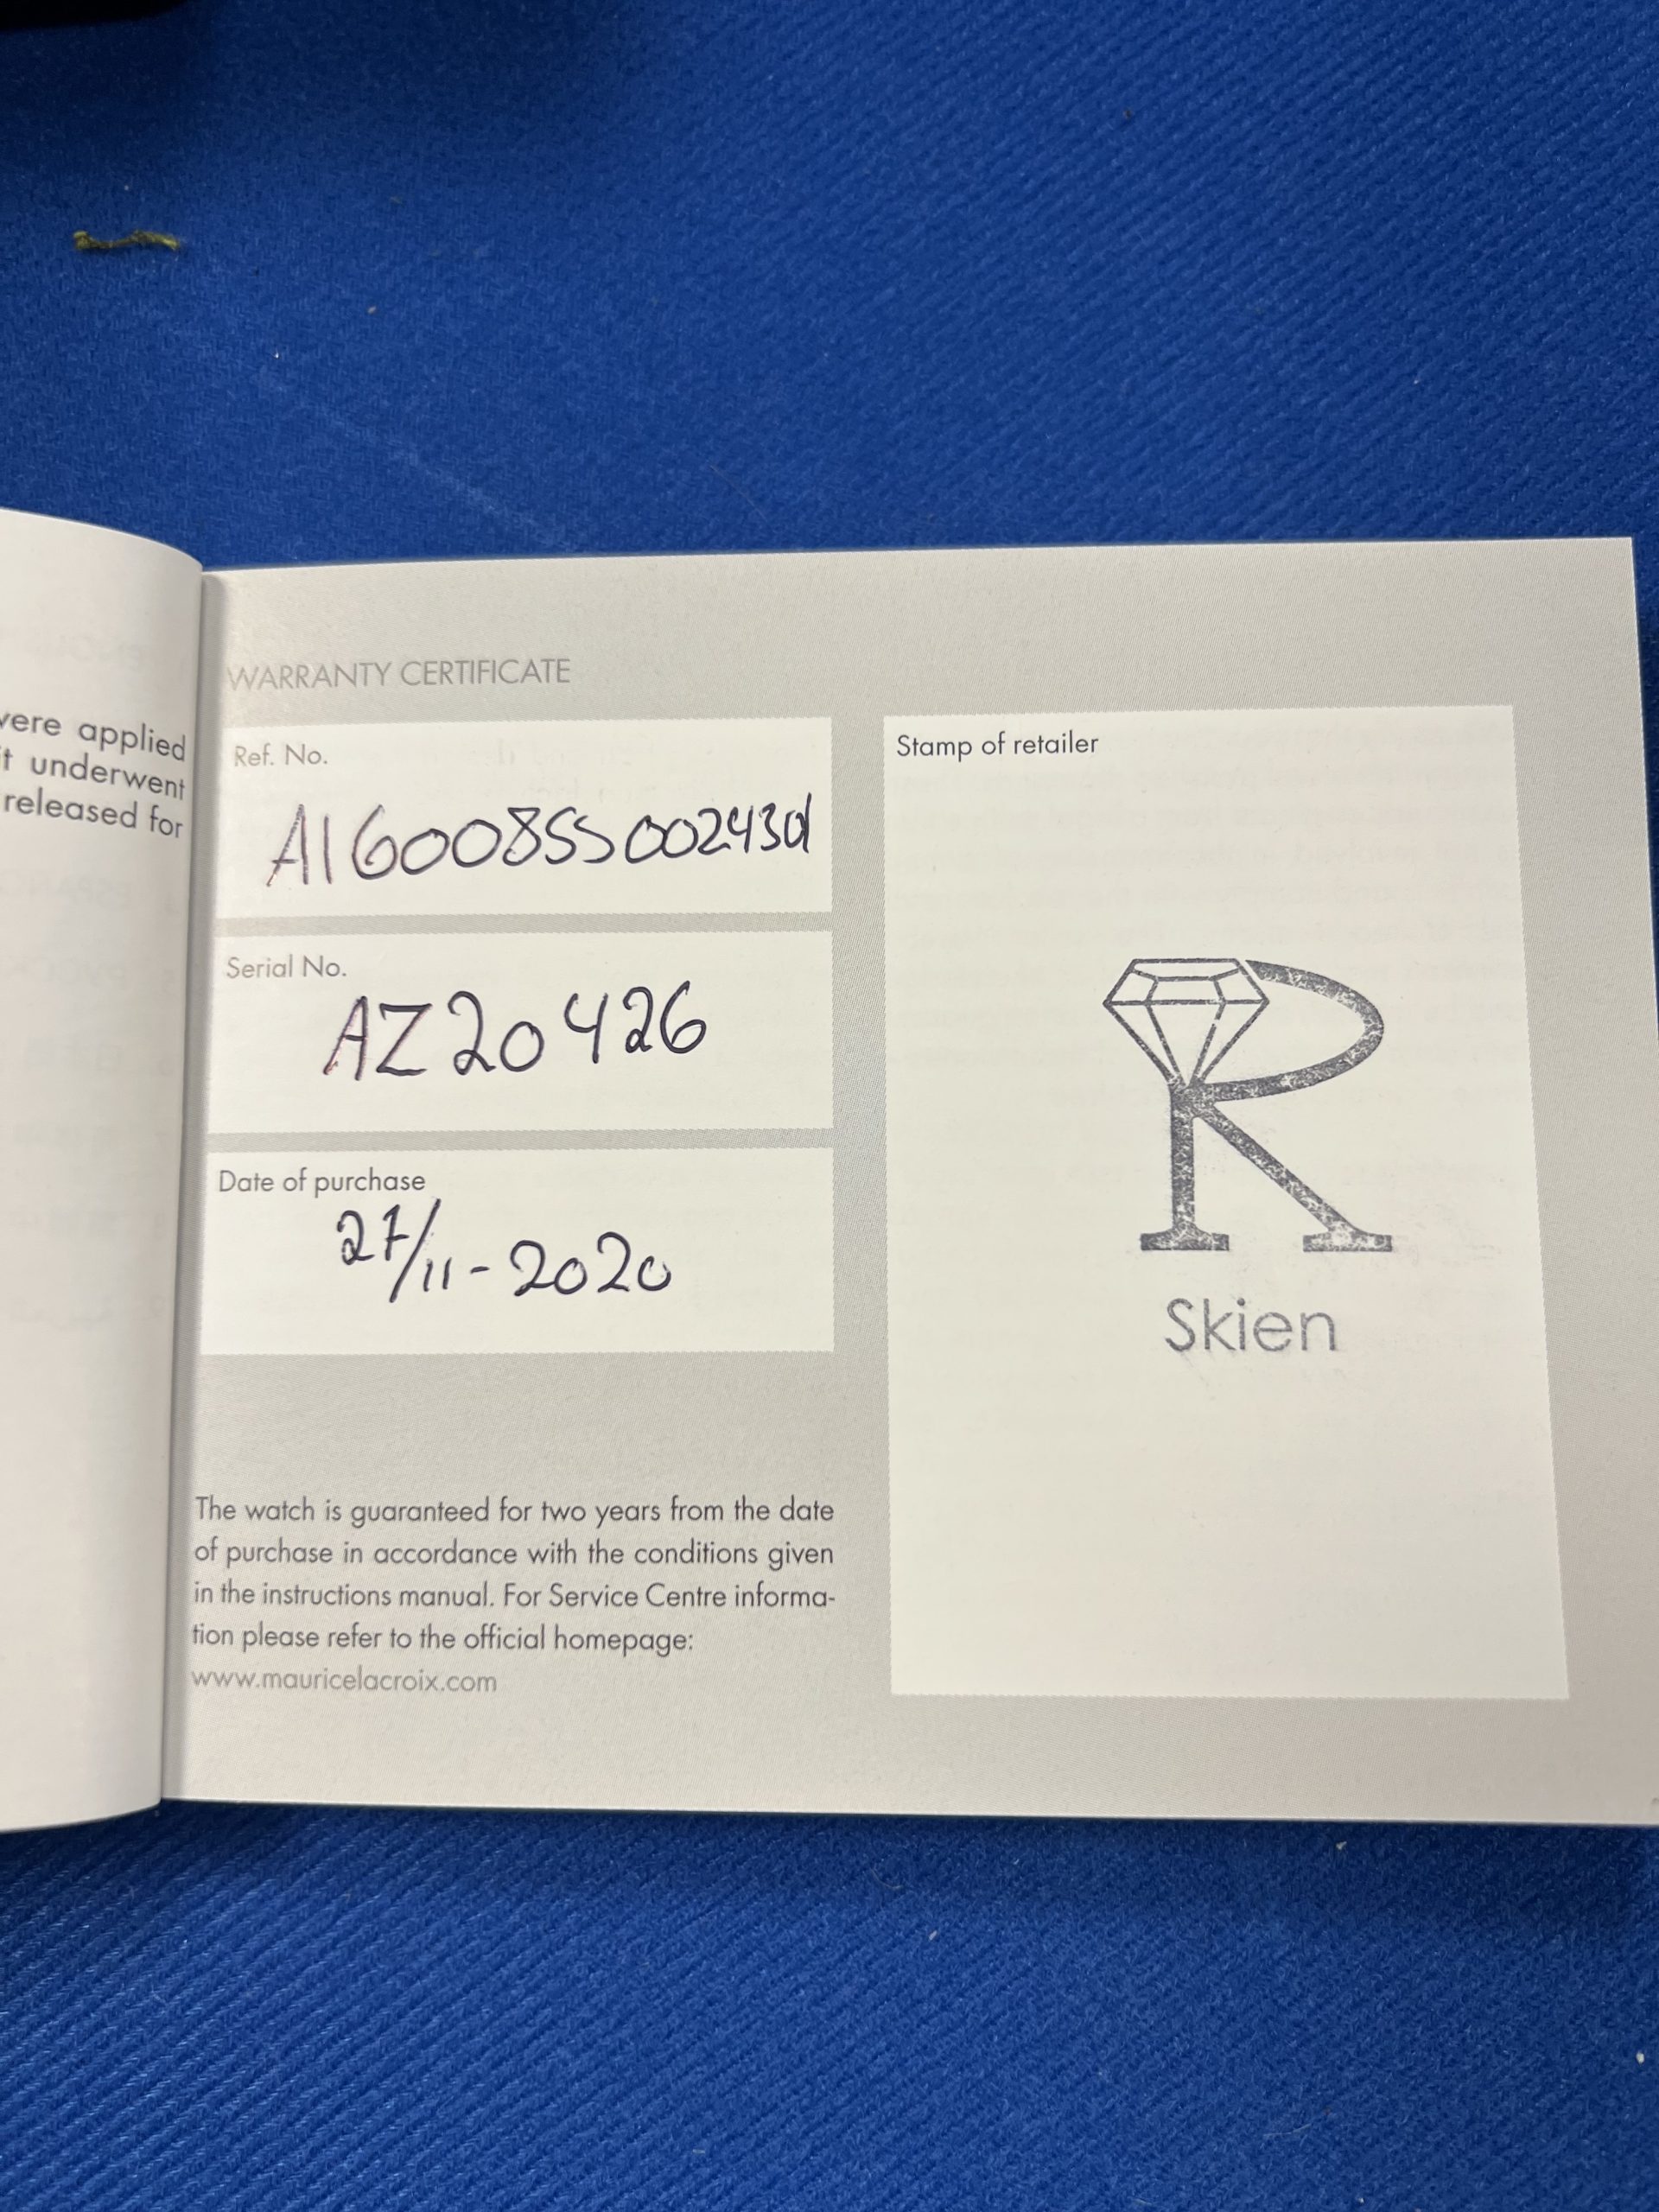 vere applied
it underwent
released for
WARRANTY CERTIFICATE
Ref. No.
AI6008SS0024301
Serial No.
AZ20426
Date of purchase
27/11-2020
The watch is guaranteed for two years from the date
of purchase in accordance with the conditions given
in the instructions manual. For Service Centre informa-
tion please refer to the official homepage:
www.mauricelacroix.com
Stamp of retailer
R
Skien